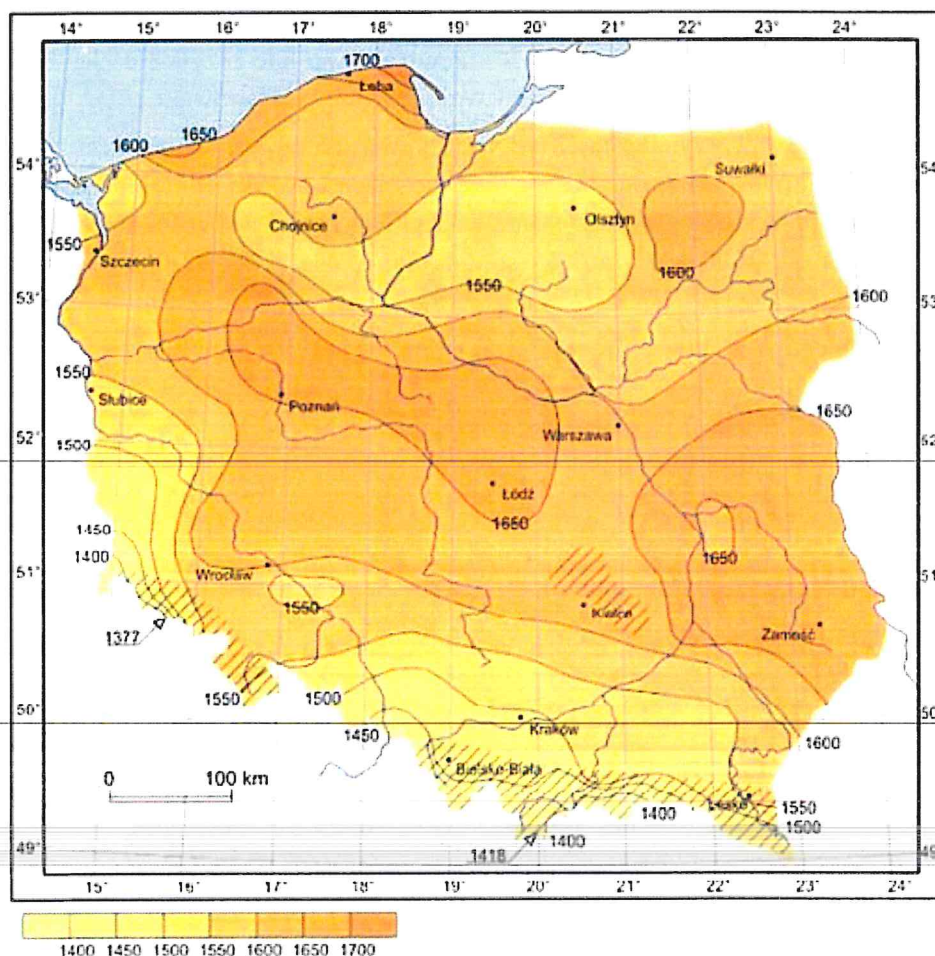 14° 15° 16° 17° 18° 19° 20° 21° 22° 23° 24°
1700
Łeba
1650
1600
54°
54
Suwałki
Chojnice
Olsztyn
1550
Szczecin
1600
1550
1600
53°
53
1550
Słubice
Poznań
1650
Warszawa
52°
52
1500
Łódź
1650
1450
1650
1400
Wrocław
51°
51
1550
Kielce
Zamość
1377
1550
1500
50°
50
Kraków
1450
1600
Bielsko-Biała
0 100 km
Lesko
1550
1400
1500
1400
1418
49°
49
15° 16° 17° 18° 19° 20° 21° 22° 23° 24°
1400 1450 1500 1550 1600 1650 1700